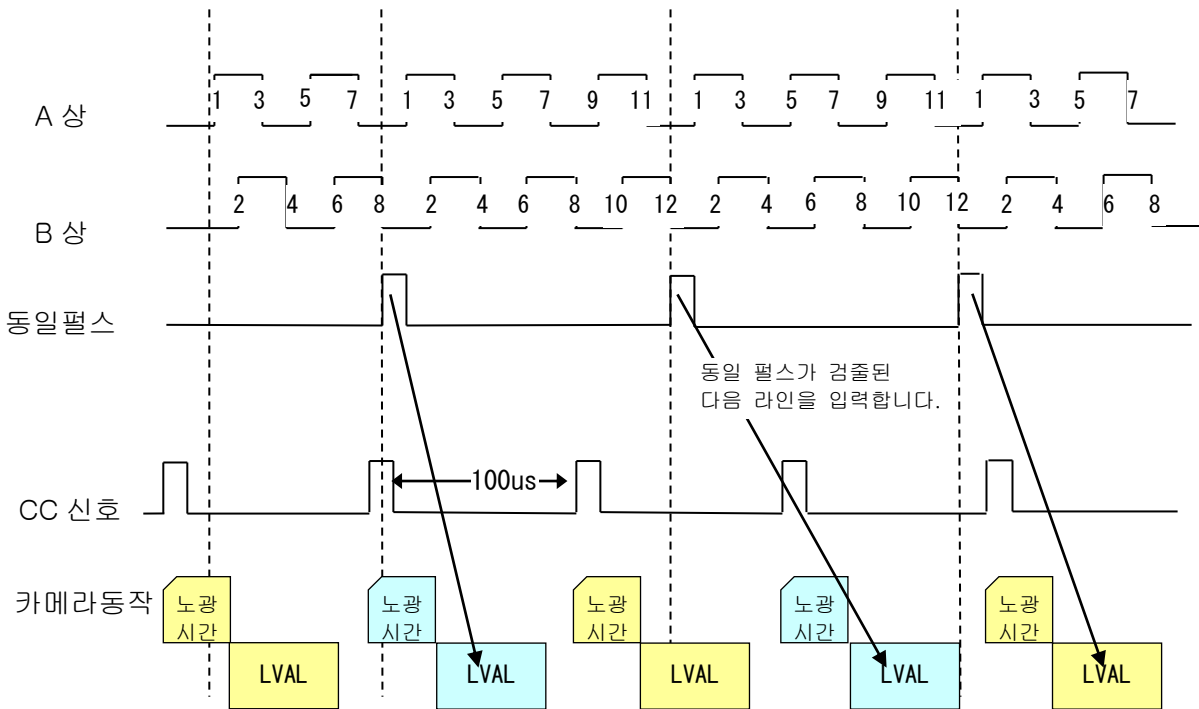 1 3 5 7 1 3 5 7 9 11 1 3 5 7 9 11 1 3 5 7
A 상
2 4 6 8 2 4 6 8 10 12 2 4 6 8 10 12 2 4 6 8
B 상
동일펄스
동일 펄스가 검줄된
다음 라인을 입력합니다.
100us
CC 신호
카메라동작
노광
시간
노광
시간
노광
시간
노광
시간
노광
시간
LVAL
LVAL
LVAL
LVAL
LVAL